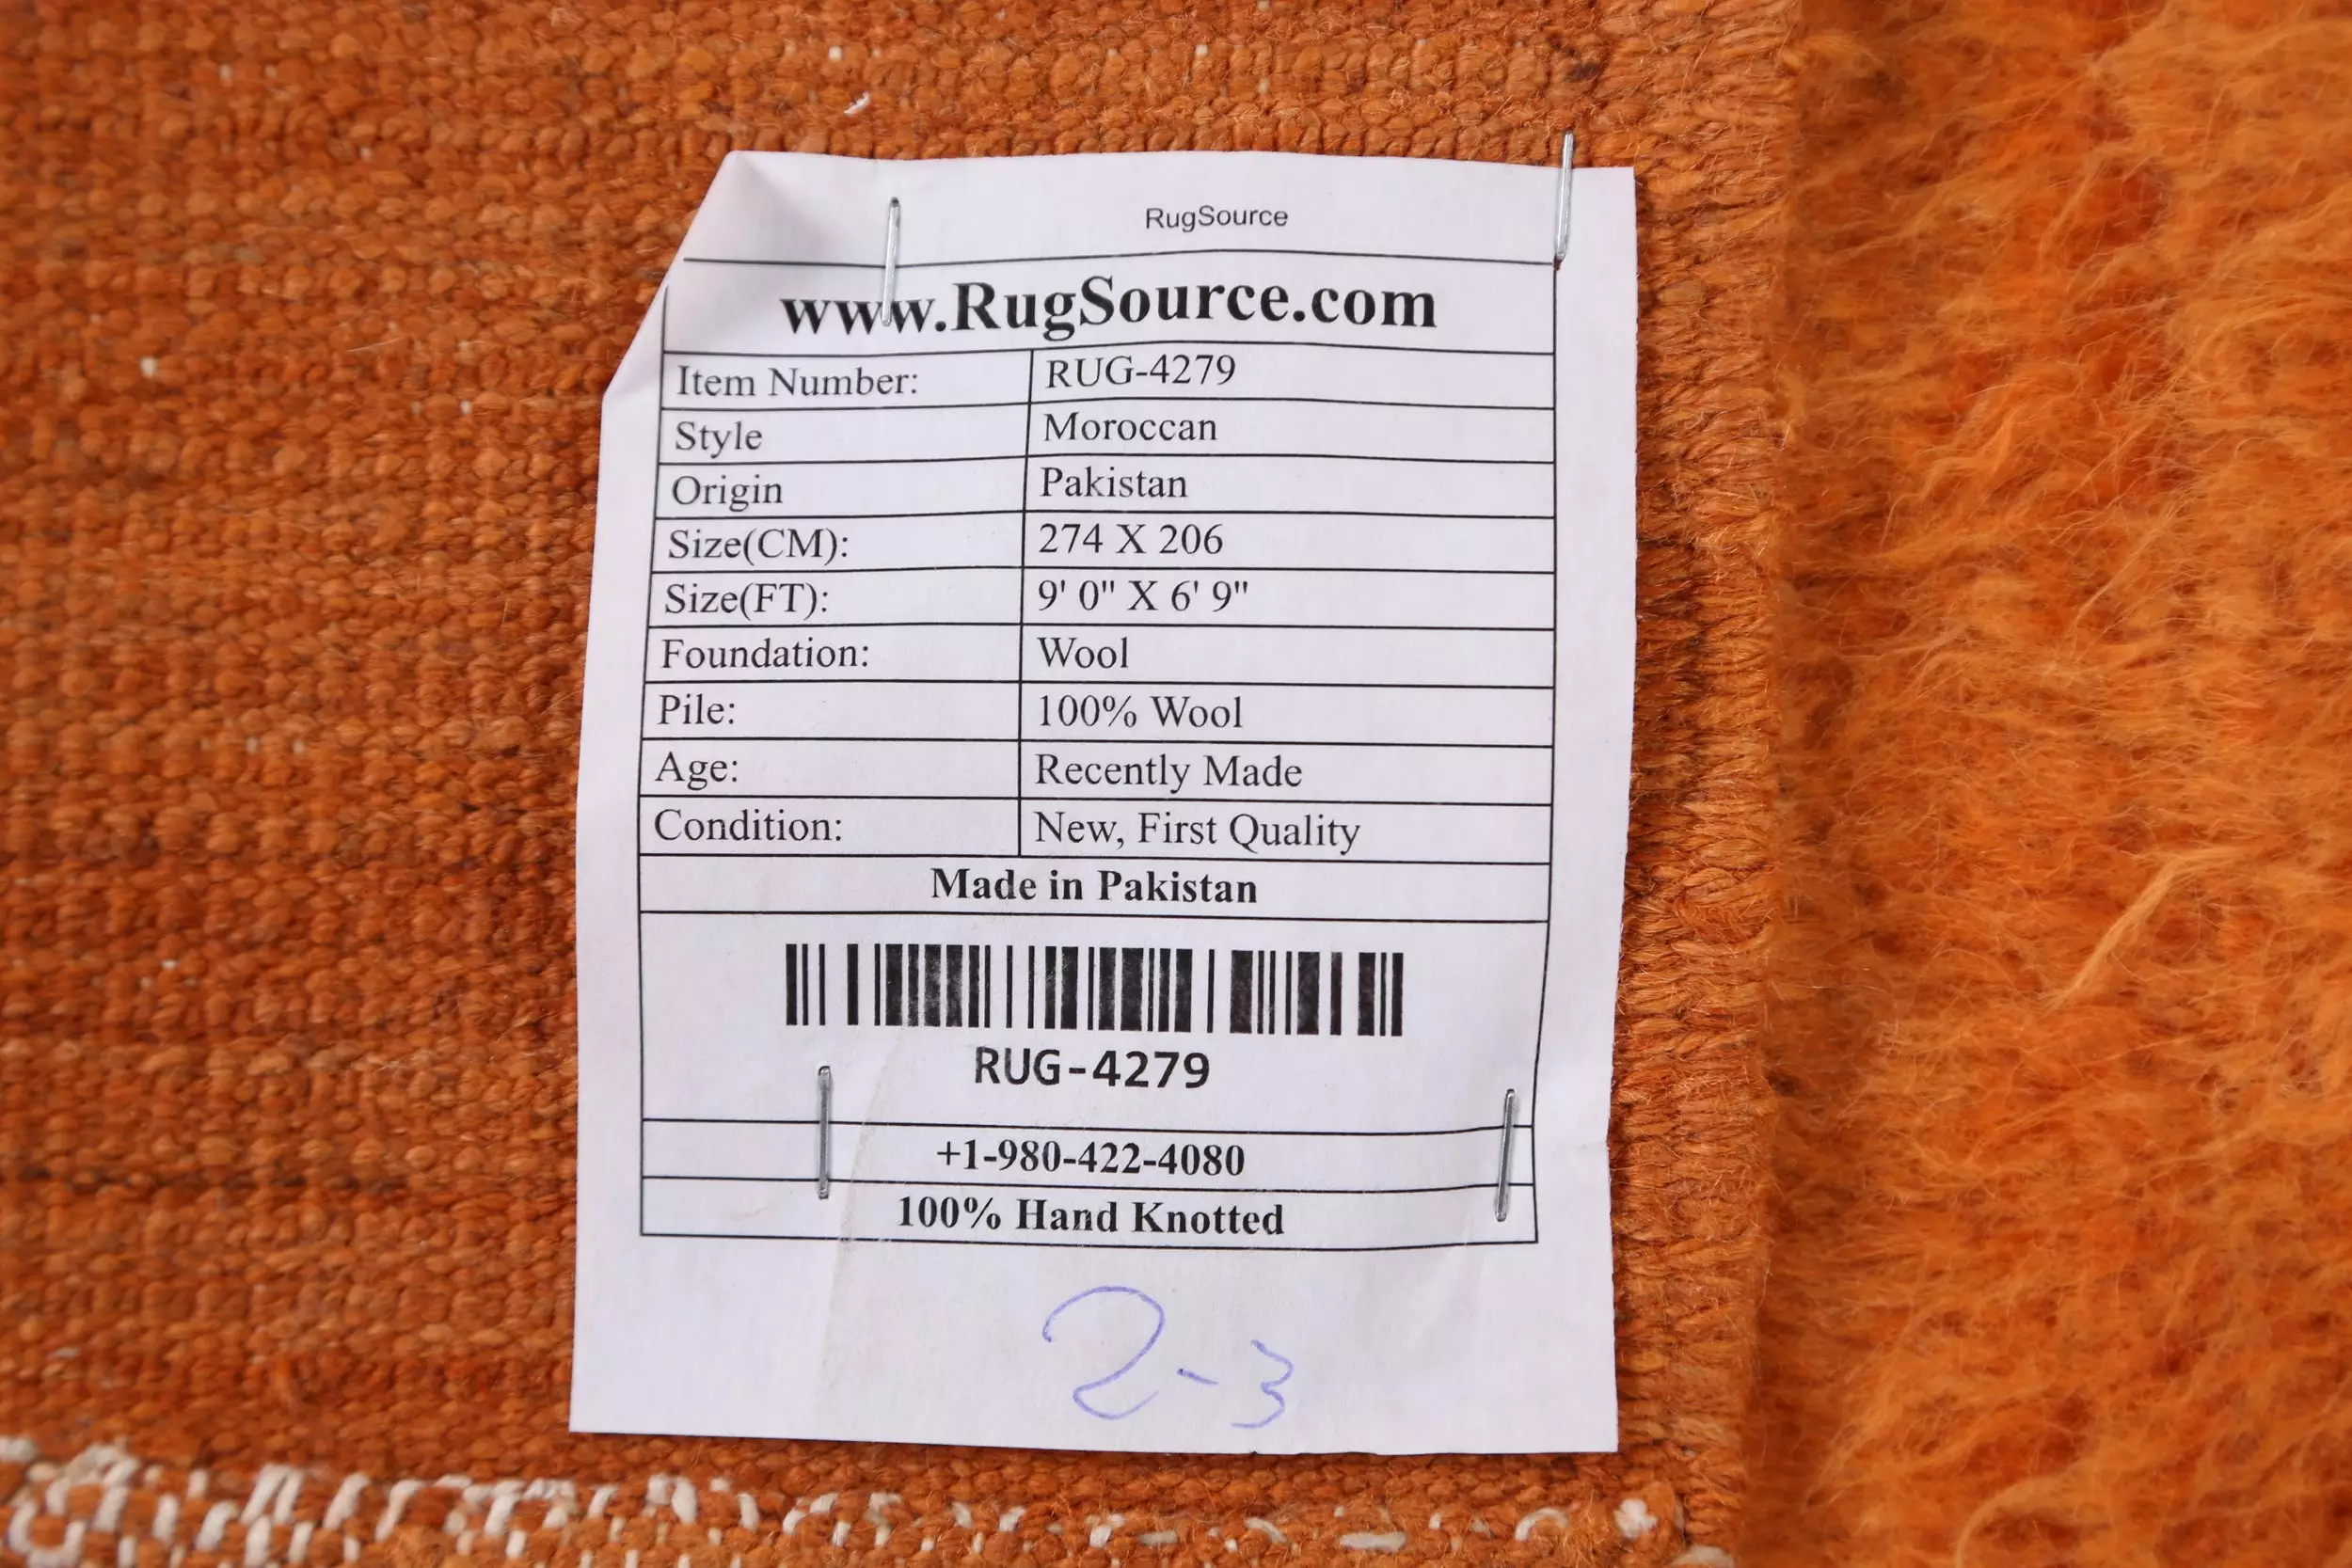 RugSource
www.RugSource.com
Item Number: RUG-4279
Style Moroccan
Origin Pakistan
Size(CM): 274 X 206
Size(FT): 9' 0" X 6' 9"
Foundation: Wool
Pile: 100% Wool
Age: Recently Made
Condition: New, First Quality
Made in Pakistan
RUG-4279
+1-980-422-4080
100% Hand Knotted
2-3